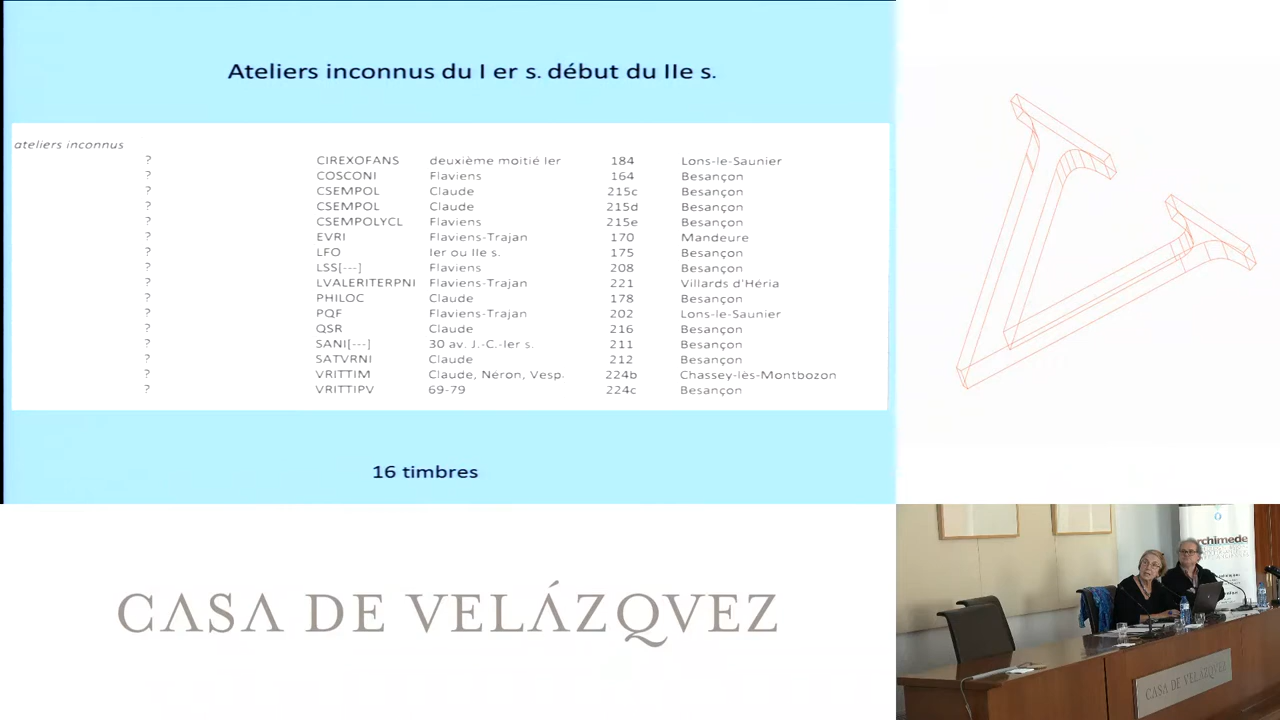 Ateliers inconnus du I er s. début du IIe s.
ateliers inconnus
? CIREXOFANS deuxième moitié Ier 184 Lons-le-Saunier
? COSCONI Flaviens 164 Besançon
? CSEMPOL Claude 215c Besançon
? CSEMPOL Claude 215d Besançon
? CSEMPOLYCL Flaviens 215e Besançon
? EVRI Flaviens-Trajan 170 Mandeure
? LFO Ier ou IIe s. 175 Besançon
? LSS[---] Flaviens 208 Besançon
? LVALERITERPNI Flaviens-Trajan 221 Villards d'Héria
? PHILOC Claude 178 Besançon
? PQF Flaviens-Trajan 202 Lons-le-Saunier
? QSR Claude 216 Besançon
? SANI[---] 30 av. J.-C.-Ier s. 211 Besançon
? SATVRNI Claude 212 Besançon
? VRITTIM Claude, Néron, Vesp. 224b Chassey-lès-Montbozon
? VRITTIPV 69-79 224c Besançon
16 timbres
CASA DE VELÁZQVEZ
rchimede
CASA DE VELÁZQVEZ